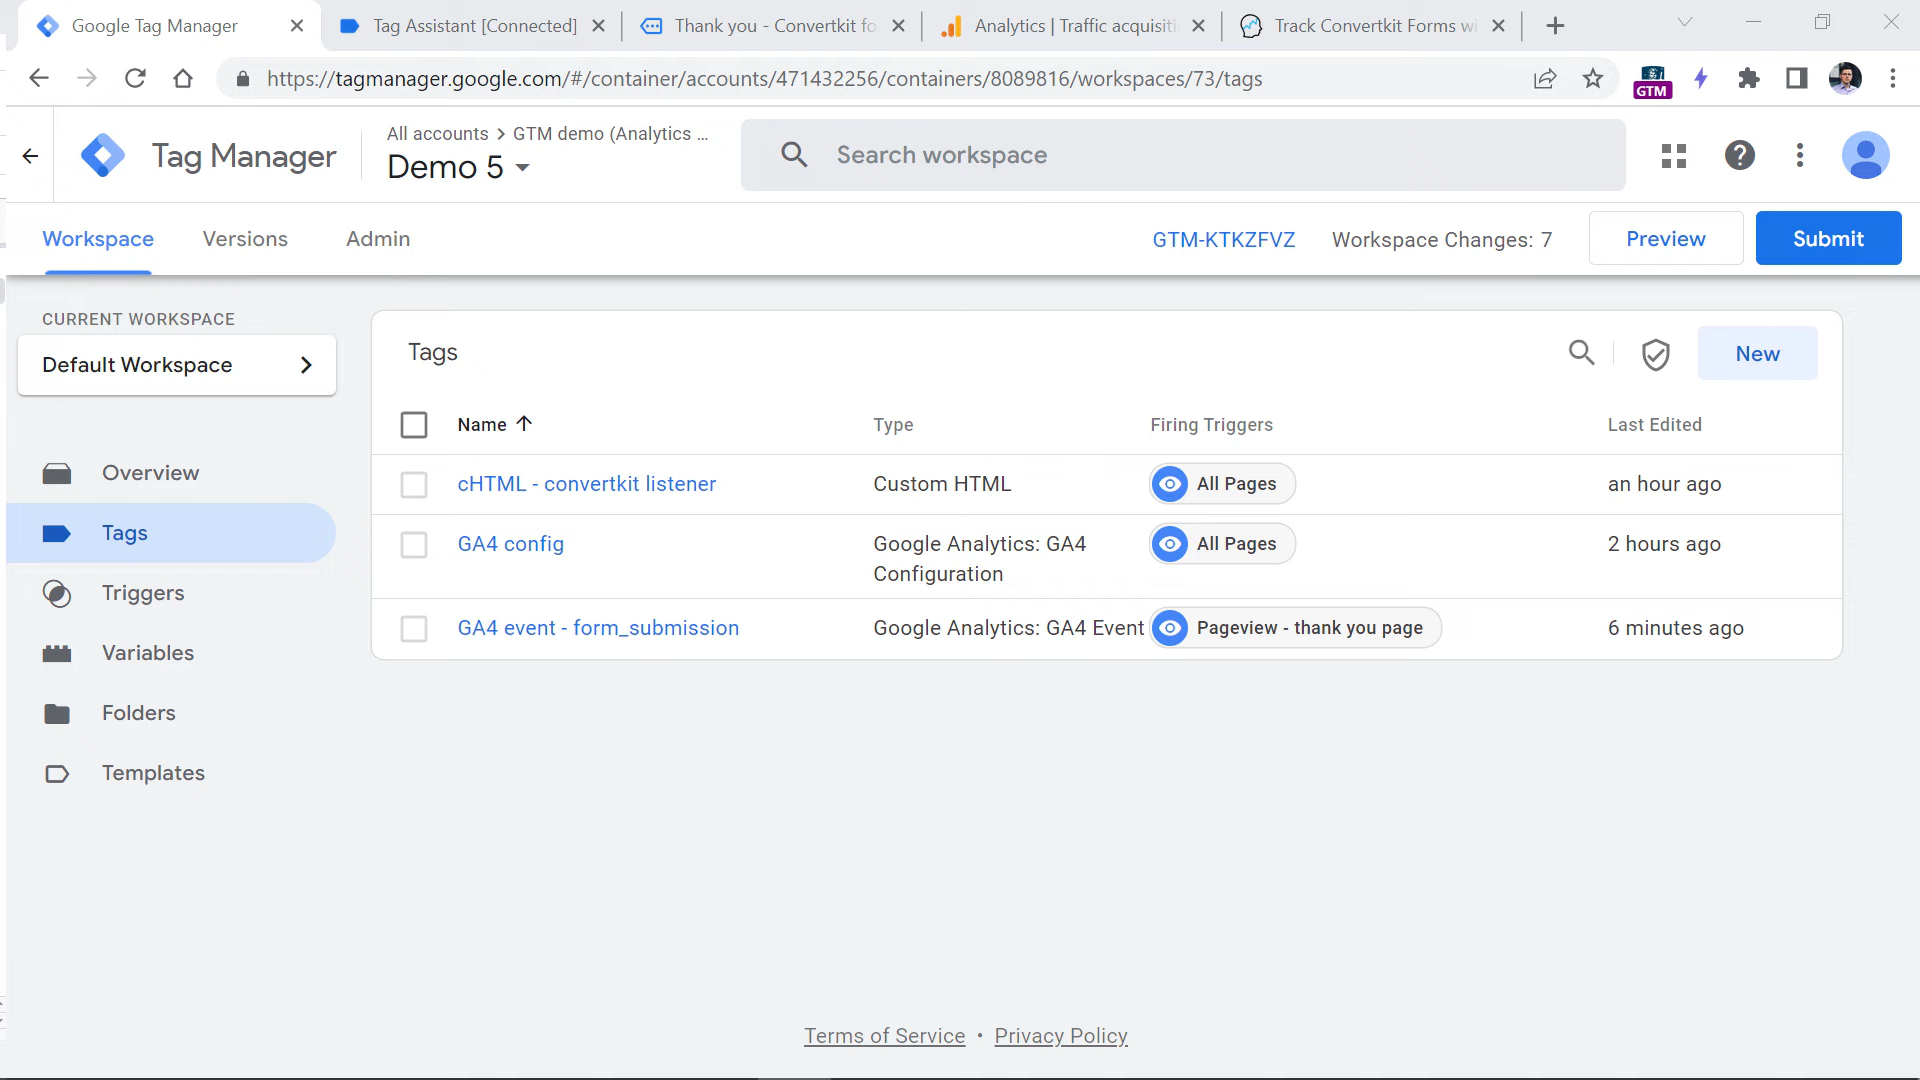 Google Tag Manager
Tag Assistant [Connected]
Thank you - Convertkit fo
Analytics | Traffic acquisiti
Track Convertkit Forms wi
https://tagmanager.google.com/#/container/accounts/471432256/containers/8089816/workspaces/73/tags
GTM
Tag Manager
All accounts > GTM demo (Analytics ...
Demo 5
Search workspace
Workspace
Versions
Admin
GTM-KTKZFVZ
Workspace Changes: 7
Preview
Submit
CURRENT WORKSPACE
Default Workspace
Overview
Tags
Triggers
Variables
Folders
Templates
Tags
New
Name
Type
Firing Triggers
Last Edited
cHTML - convertkit listener
Custom HTML
All Pages
an hour ago
GA4 config
Google Analytics: GA4
Configuration
All Pages
2 hours ago
GA4 event - form_submission
Google Analytics: GA4 Event
Pageview - thank you page
6 minutes ago
Terms of Service • Privacy Policy